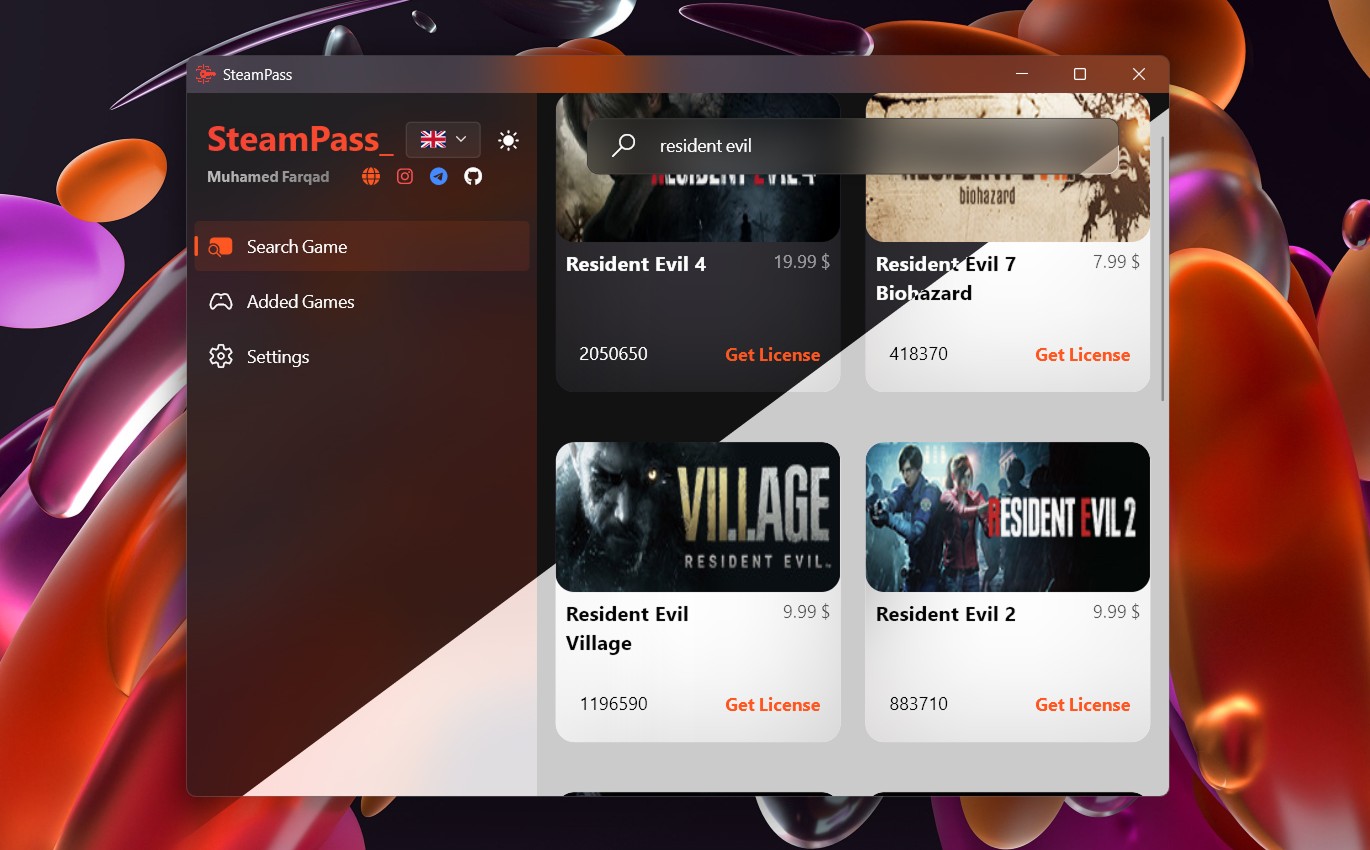 SteamPass
SteamPass_
Muhamed Farqad
Search Game
Added Games
Settings
resident evil
RESIDENT EVIL 4
biohazard
Resident Evil 4
19.99 $
2050650
Get License
Resident Evil 7
Biohazard
7.99 $
418370
Get License
VILLAGE
RESIDENT EVIL
Resident Evil
Village
9.99 $
1196590
Get License
RESIDENT EVIL 2
Resident Evil 2
9.99 $
883710
Get License